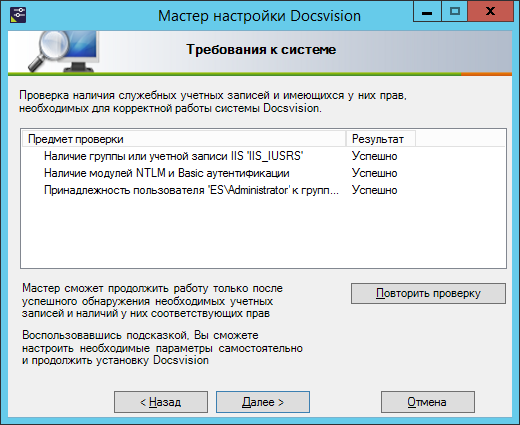 Мастер настройки Docsvision
Требования к системе
Проверка наличия служебных учетных записей и имеющихся у них прав,
необходимых для корректной работы системы Docsvision.
Предмет проверки Результат
Наличие группы или учетной записи IIS 'IIS_IUSRS' Успешно
Наличие модулей NTLM и Basic аутентификации Успешно
Принадлежность пользователя 'ES\Administrator' к групп... Успешно
Мастер сможет продолжить работу только после
успешного обнаружения необходимых учетных
записей и наличий у них соответствующих прав
Повторить проверку
Воспользовавшись подсказкой, Вы сможете
настроить необходимые параметры самостоятельно
и продолжить установку Docsvision
< Назад Далее > Отмена